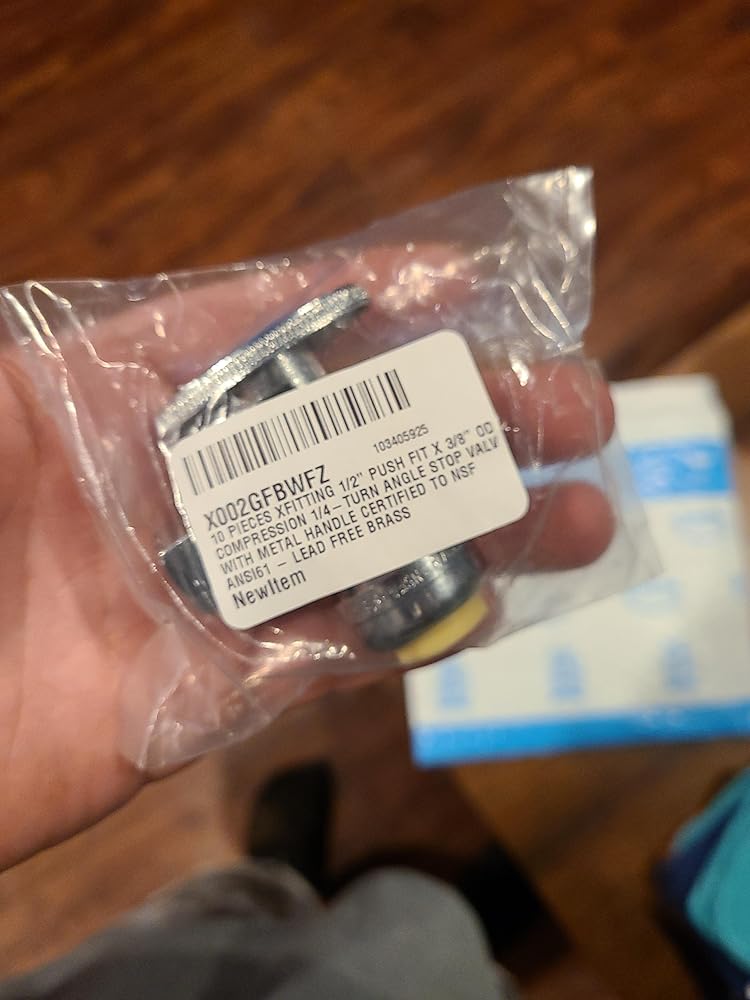 103405925
X002GFBWFZ
10 PIECES XFITTING 1/2" PUSH FIT X 3/8" OD
COMPRESSION 1/4-TURN ANGLE STOP VALV
WITH METAL HANDLE CERTIFIED TO NSF
ANSI61 - LEAD FREE BRASS
NewItem